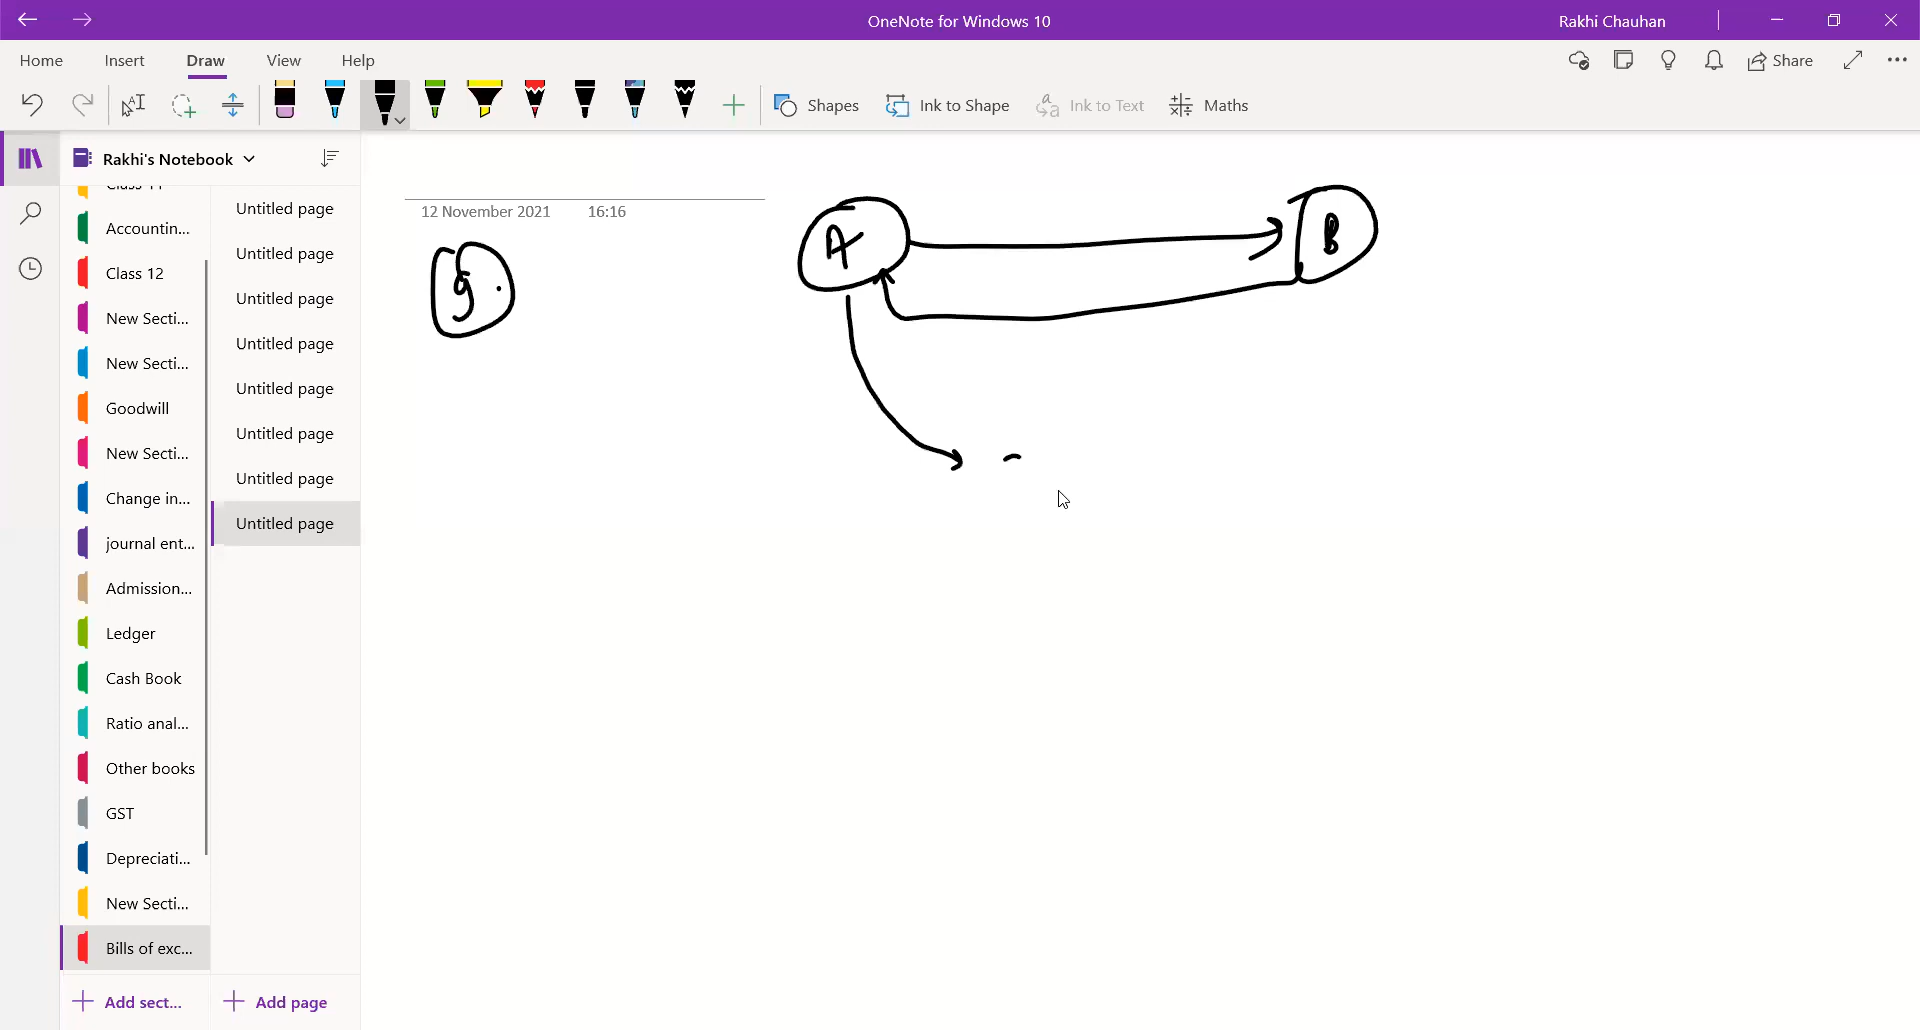 OneNote for Windows 10
Rakhi Chauhan
Home
Insert
Draw
View
Help
Share
Shapes
Ink to Shape
Ink to Text
Maths
Rakhi's Notebook
Class 11
Accountin...
Class 12
New Secti...
New Secti...
Goodwill
New Secti...
Change in...
journal ent...
Admission...
Ledger
Cash Book
Ratio anal...
Other books
GST
Depreciati...
New Secti...
Bills of exc...
Add sect...
Untitled page
Untitled page
Untitled page
Untitled page
Untitled page
Untitled page
Untitled page
Untitled page
Add page
12 November 2021 16:16
A
B